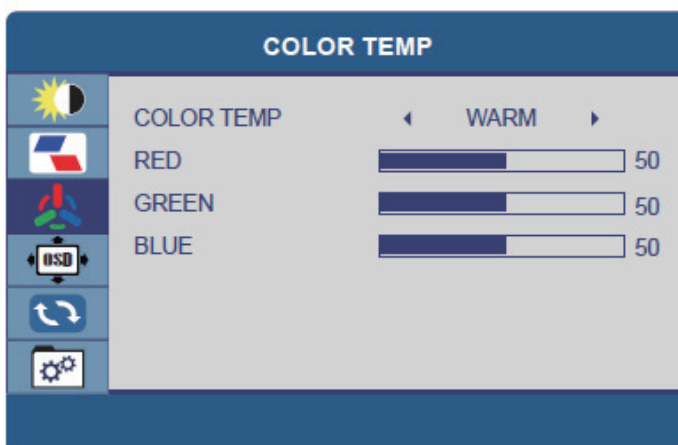 COLOR TEMP
COLOR TEMP WARM
RED 50
GREEN 50
BLUE 50
OSD